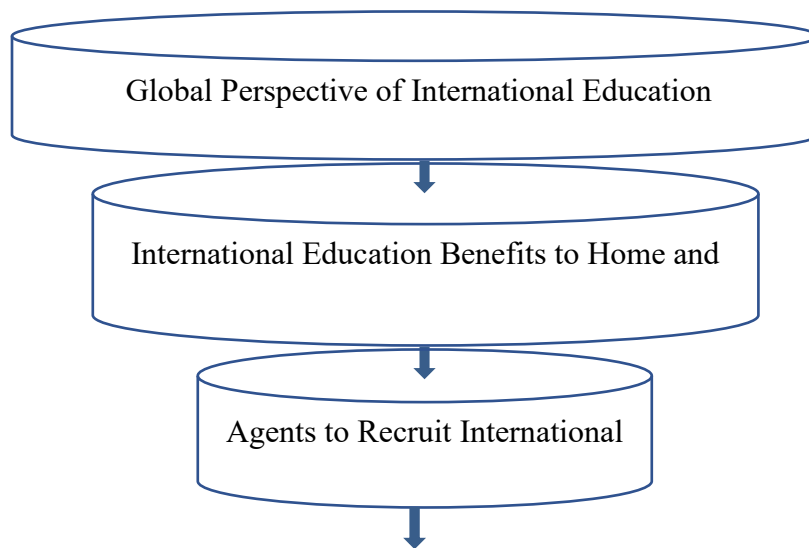 Global Perspective of International Education
International Education Benefits to Home and
Agents to Recruit International